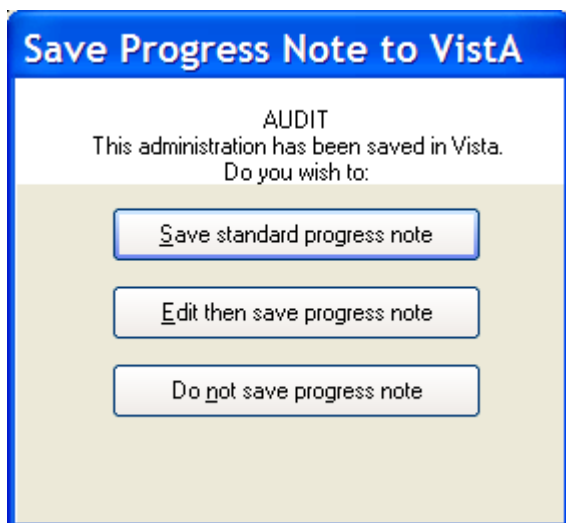 Save Progress Note to VistA
AUDIT
This administration has been saved in Vista.
Do you wish to:
Save standard progress note
Edit then save progress note
Do not save progress note